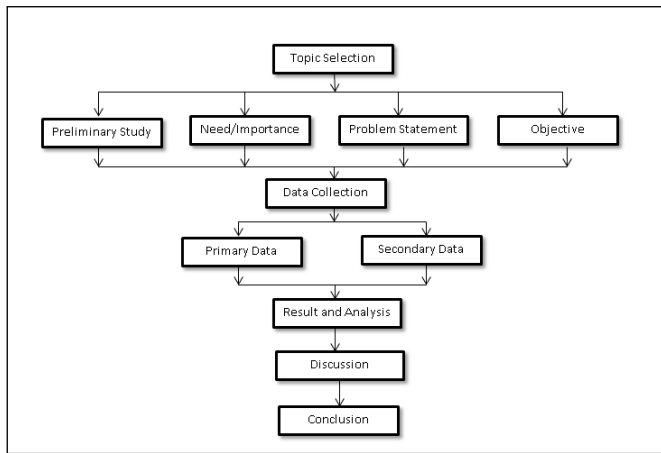 Topic Selection
Preliminary Study
Need/Importance
Problem Statement
Objective
Data Collection
Primary Data
Secondary Data
Result and Analysis
Discussion
Conclusion